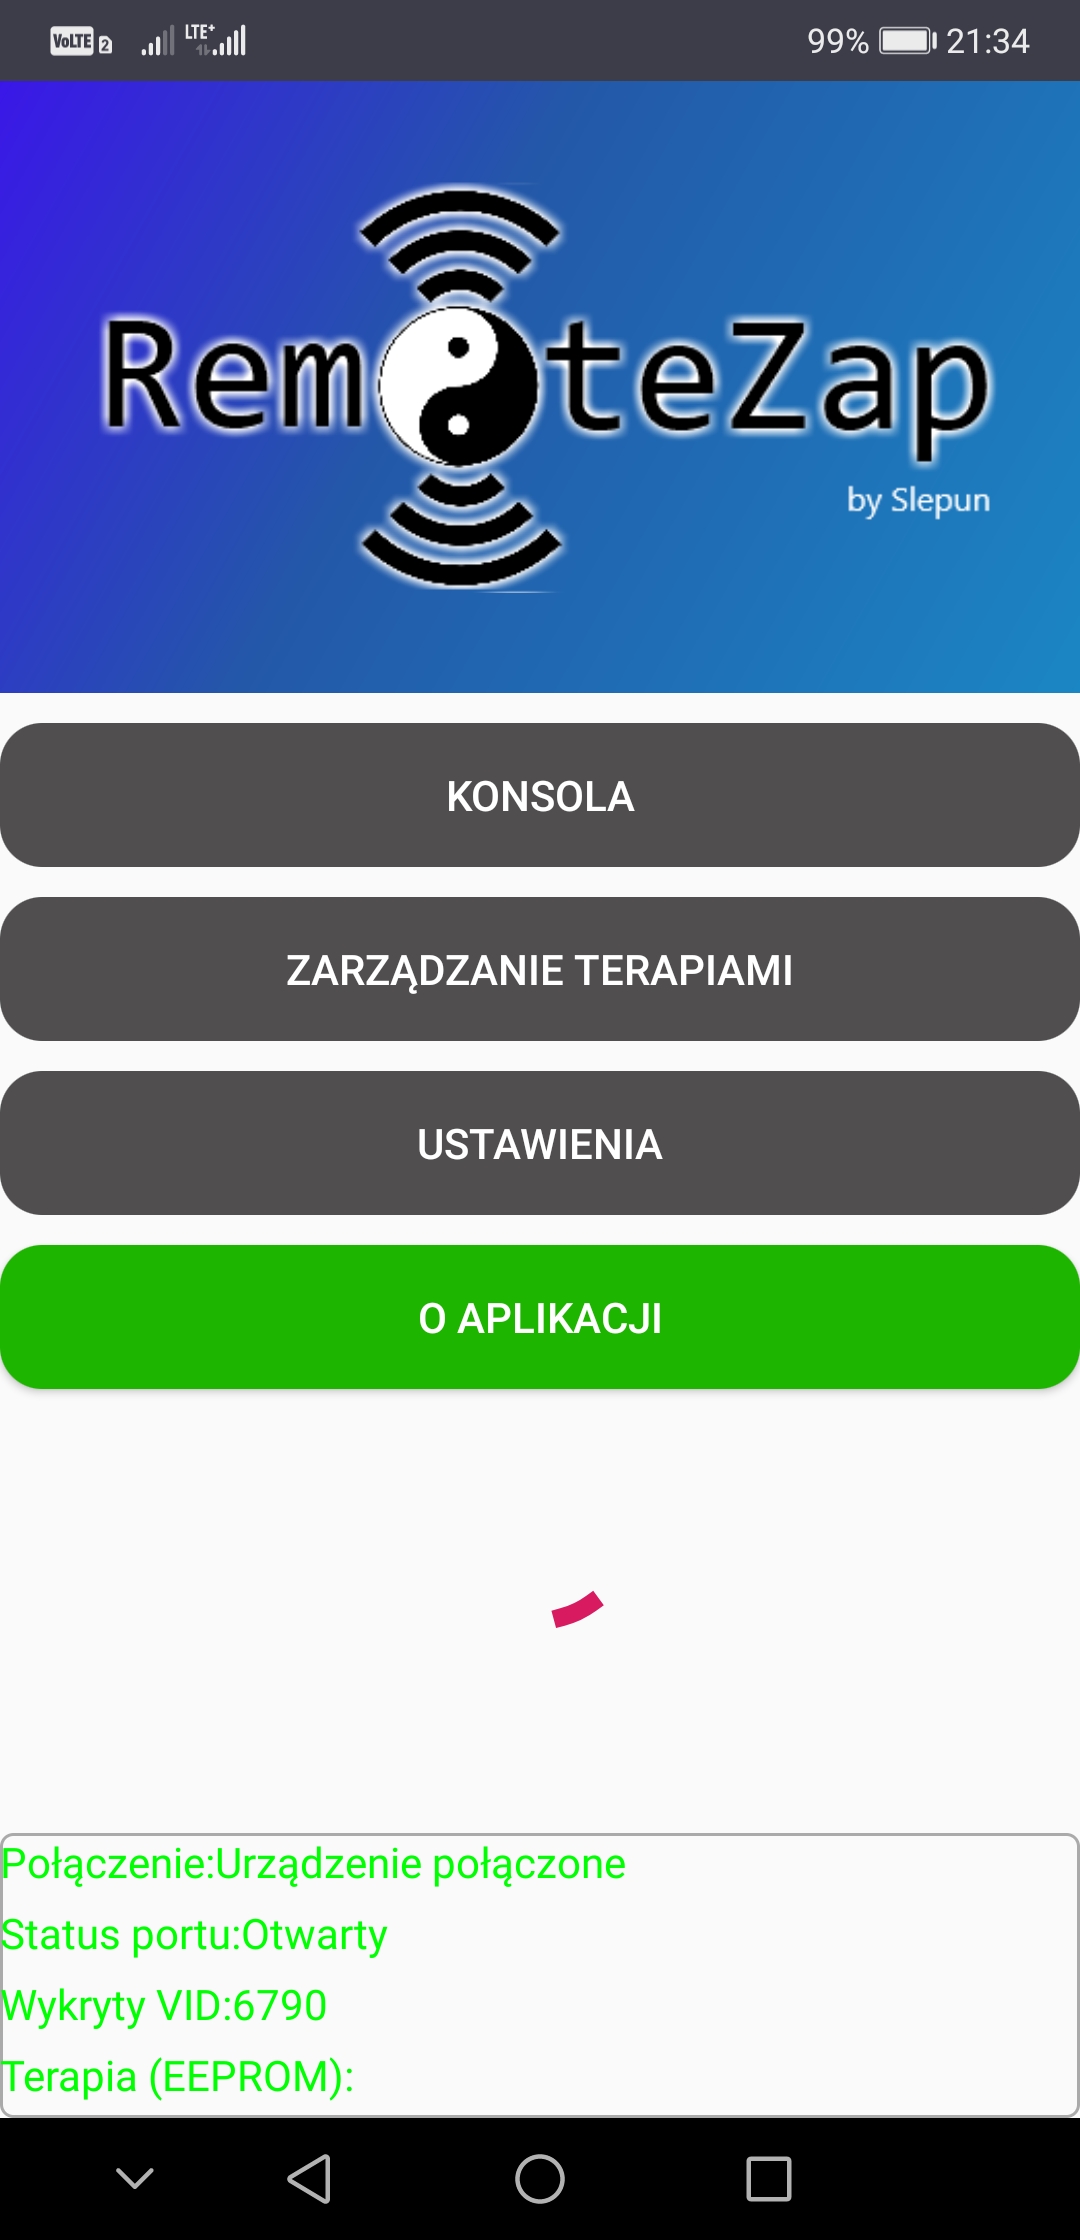 VoLTE 2 LTE+ 99% 21:34
RemoteZap
by Slepun
KONSOLA
ZARZĄDZANIE TERAPIAMI
USTAWIENIA
O APLIKACJI
Połączenie:Urządzenie połączone
Status portu:Otwarty
Wykryty VID:6790
Terapia (EEPROM):